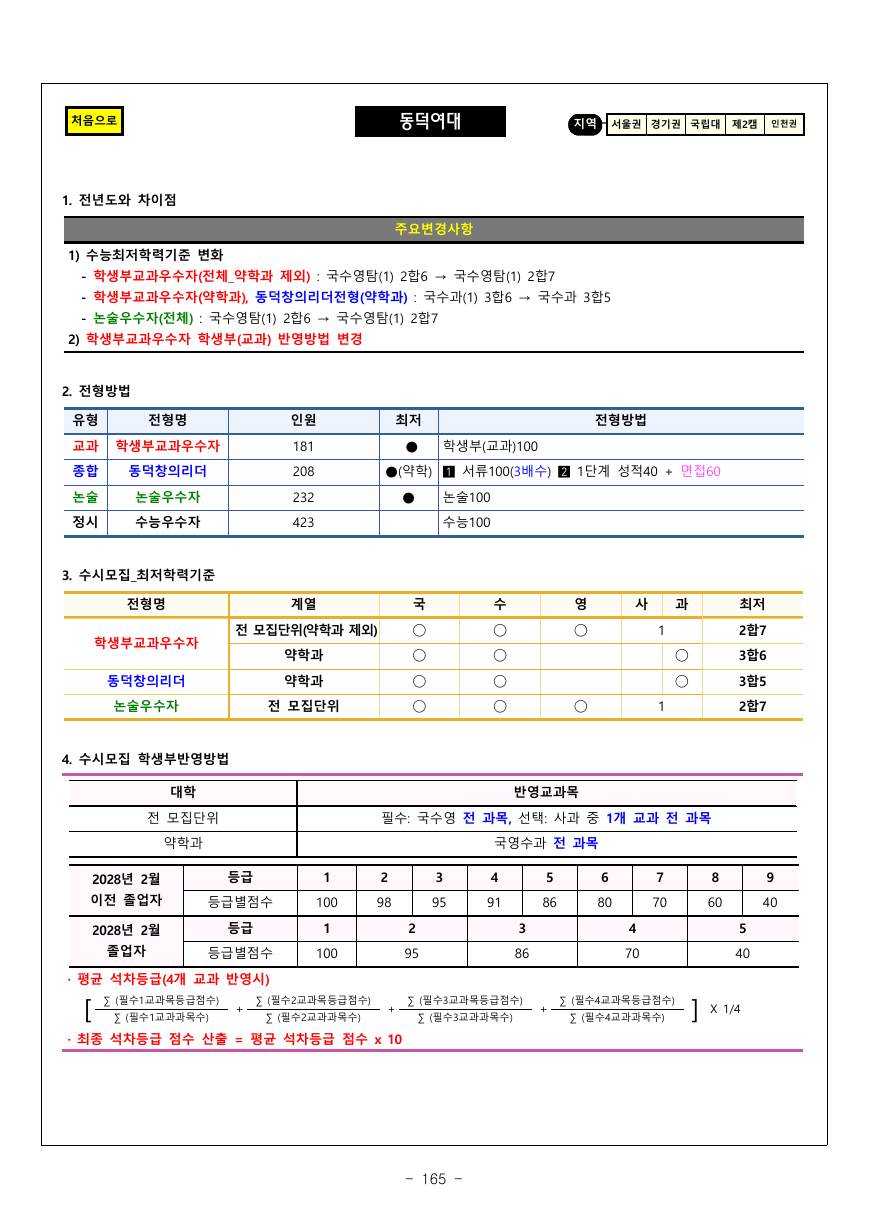 처음으로
동덕여대
지역 서울권 경기권 국립대 제2캠 인천권
1. 전년도와 차이점
주요변경사항
1) 수능최저학력기준 변화
- 학생부교과우수자(전체_약학과 제외) : 국수영탐(1) 2합6 → 국수영탐(1) 2합7
- 학생부교과우수자(약학과), 동덕창의리더전형(약학과) : 국수과(1) 3합6 → 국수과 3합5
- 논술우수자(전체) : 국수영탐(1) 2합6 → 국수영탐(1) 2합7
2) 학생부교과우수자 학생부(교과) 반영방법 변경
2. 전형방법
유형 전형명 인원 최저 전형방법
교과 학생부교과우수자 181 ● 학생부(교과)100
종합 동덕창의리더 208 ●(약학) 1 서류100(3배수) 2 1단계 성적40 + 면접60
논술 논술우수자 232 ● 논술100
정시 수능우수자 423 수능100
3. 수시모집_최저학력기준
전형명 계열 국 수 영 사 과 최저
학생부교과우수자
전 모집단위(약학과 제외) ○ ○ ○ 1 2합7
약학과 ○ ○ ○ 3합6
동덕창의리더 약학과 ○ ○ ○ 3합5
논술우수자 전 모집단위 ○ ○ ○ 1 2합7
4. 수시모집 학생부반영방법
대학 반영교과목
전 모집단위 필수: 국수영 전 과목, 선택: 사과 중 1개 교과 전 과목
약학과 국영수과 전 과목
2028년 2월
이전 졸업자
등급 1 2 3 4 5 6 7 8 9
등급별점수 100 98 95 91 86 80 70 60 40
2028년 2월
졸업자
등급 1 2 3 4 5
등급별점수 100 95 86 70 40
· 평균 석차등급(4개 교과 반영시)
[ ∑ (필수1교과목등급점수) + ∑ (필수2교과목등급점수) + ∑ (필수3교과목등급점수) + ∑ (필수4교과목등급점수) ] X 1/4
∑ (필수1교과과목수) ∑ (필수2교과과목수) ∑ (필수3교과과목수) ∑ (필수4교과과목수)
· 최종 석차등급 점수 산출 = 평균 석차등급 점수 x 10
- 165 -